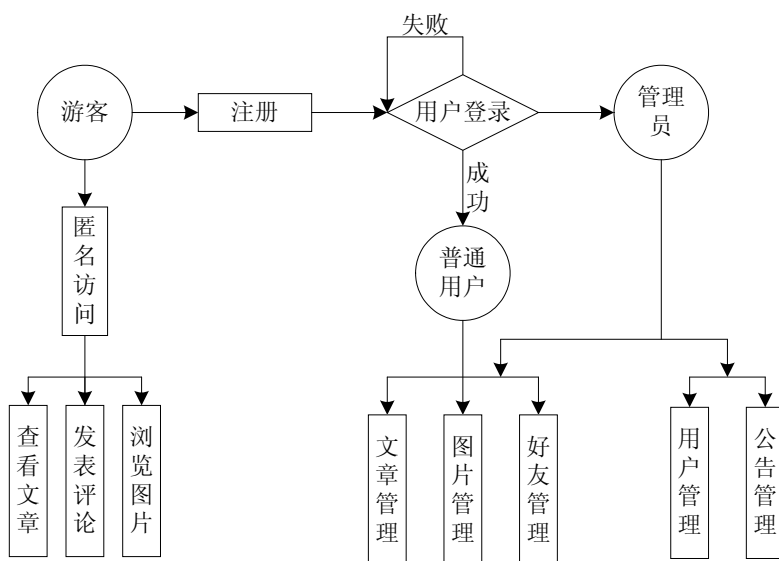 失败
游客
注册
用户登录
管理
员
成功
匿名访问
普通
用户
查看文章
发表评论
浏览图片
文章管理
图片管理
好友管理
用户管理
公告管理